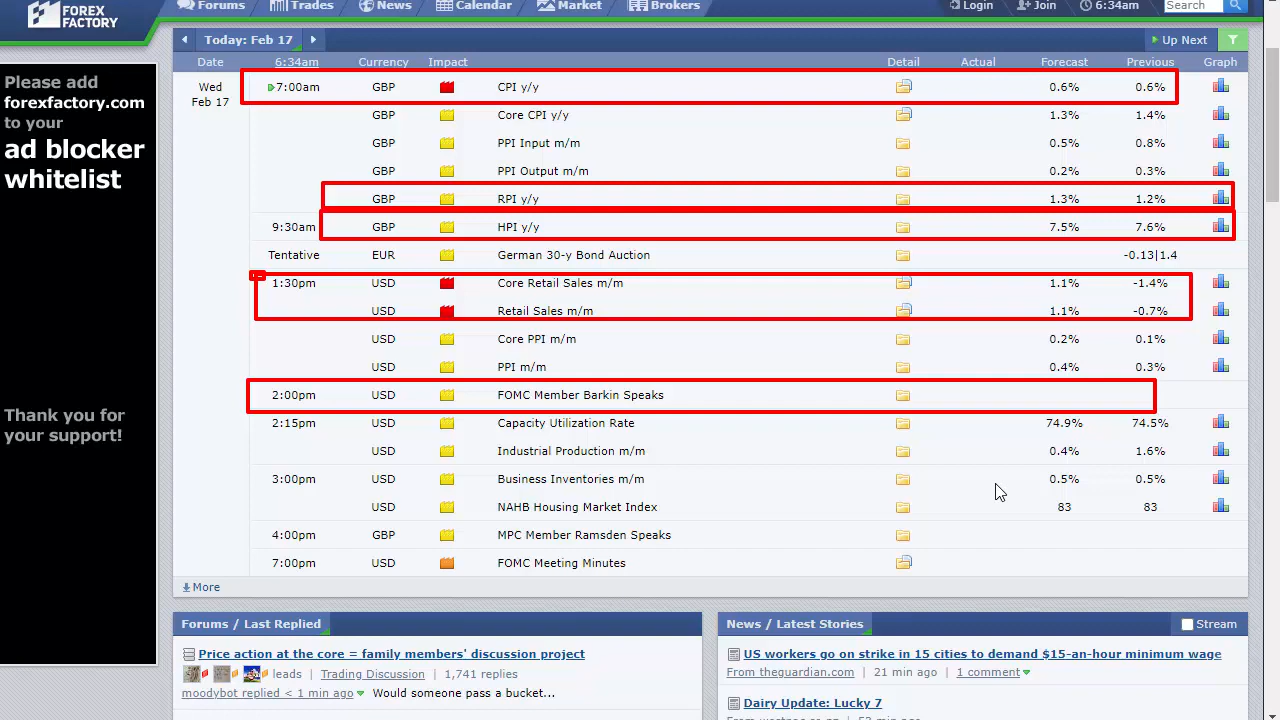 FOREX
FACTORY
Forums
Trades
News
Calendar
Market
Brokers
Login
Join
6:34am
Search
Please add
forexfactory.com
to your
ad blocker
whitelist
Thank you for
your support!
Today: Feb 17
Up Next
Date 6:34am Currency Impact Detail Actual Forecast Previous Graph
Wed
Feb 17
7:00am GBP CPI y/y 0.6% 0.6%
GBP Core CPI y/y 1.3% 1.4%
GBP PPI Input m/m 0.5% 0.8%
GBP PPI Output m/m 0.2% 0.3%
GBP RPI y/y 1.3% 1.2%
9:30am GBP HPI y/y 7.5% 7.6%
Tentative EUR German 30-y Bond Auction -0.13|1.4
1:30pm USD Core Retail Sales m/m 1.1% -1.4%
USD Retail Sales m/m 1.1% -0.7%
USD Core PPI m/m 0.2% 0.1%
USD PPI m/m 0.4% 0.3%
2:00pm USD FOMC Member Barkin Speaks
2:15pm USD Capacity Utilization Rate 74.9% 74.5%
USD Industrial Production m/m 0.4% 1.6%
3:00pm USD Business Inventories m/m 0.5% 0.5%
USD NAHB Housing Market Index 83 83
4:00pm GBP MPC Member Ramsden Speaks
7:00pm USD FOMC Meeting Minutes
More
Forums / Last Replied
Price action at the core = family members' discussion project
leads | Trading Discussion | 1,741 replies
moodybot replied < 1 min ago Would someone pass a bucket...
News / Latest Stories
Stream
US workers go on strike in 15 cities to demand $15-an-hour minimum wage
From theguardian.com | 21 min ago | 1 comment
Dairy Update: Lucky 7